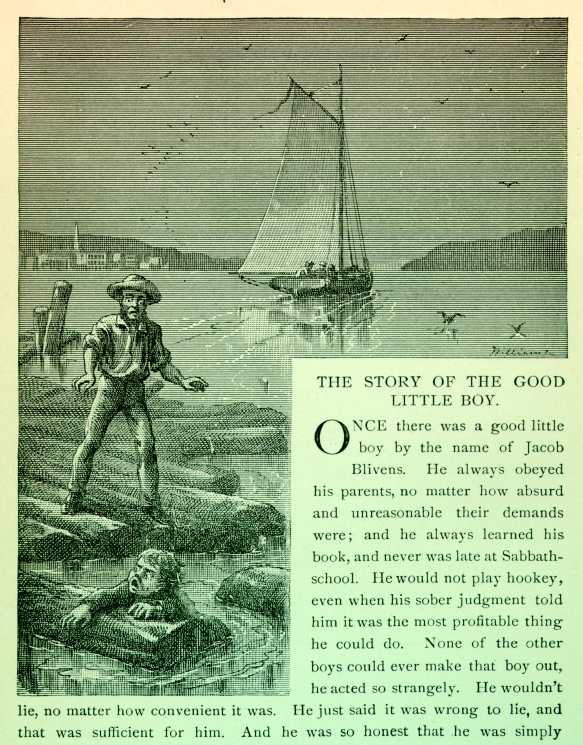 Williams.
THE STORY OF THE GOOD
LITTLE BOY.
ONCE there was a good little
boy by the name of Jacob
Blivens. He always obeyed
his parents, no matter how absurd
and unreasonable their demands
were; and he always learned his
book, and never was late at Sabbath-
school. He would not play hookey,
even when his sober judgment told
him it was the most profitable thing
he could do. None of the other
boys could ever make that boy out,
he acted so strangely. He wouldn't
lie, no matter how convenient it was. He just said it was wrong to lie, and
that was sufficient for him. And he was so honest that he was simply